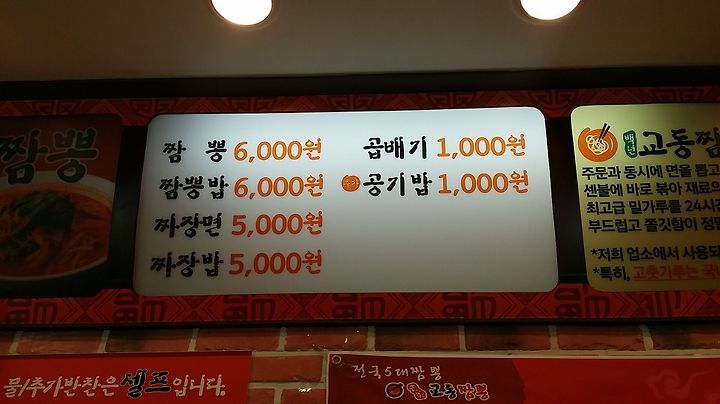 짬뽕
짬 뽕 6,000원
짬뽕밥 6,000원
짜장면 5,000원
짜장밥 5,000원
곱배기 1,000원
추가 공기밥 1,000원
교동짬
주문과 동시에 면을 뽑고
센불에 바로 볶아 재료의
최고급 밀가루를 24시간
부드럽고 쫄깃함이 정말
*저희 업소에서 사용되
*특히, 고춧가루는 국
물/추가반찬은 셀프입니다.
전국5대짬뽕
교동짬뽕